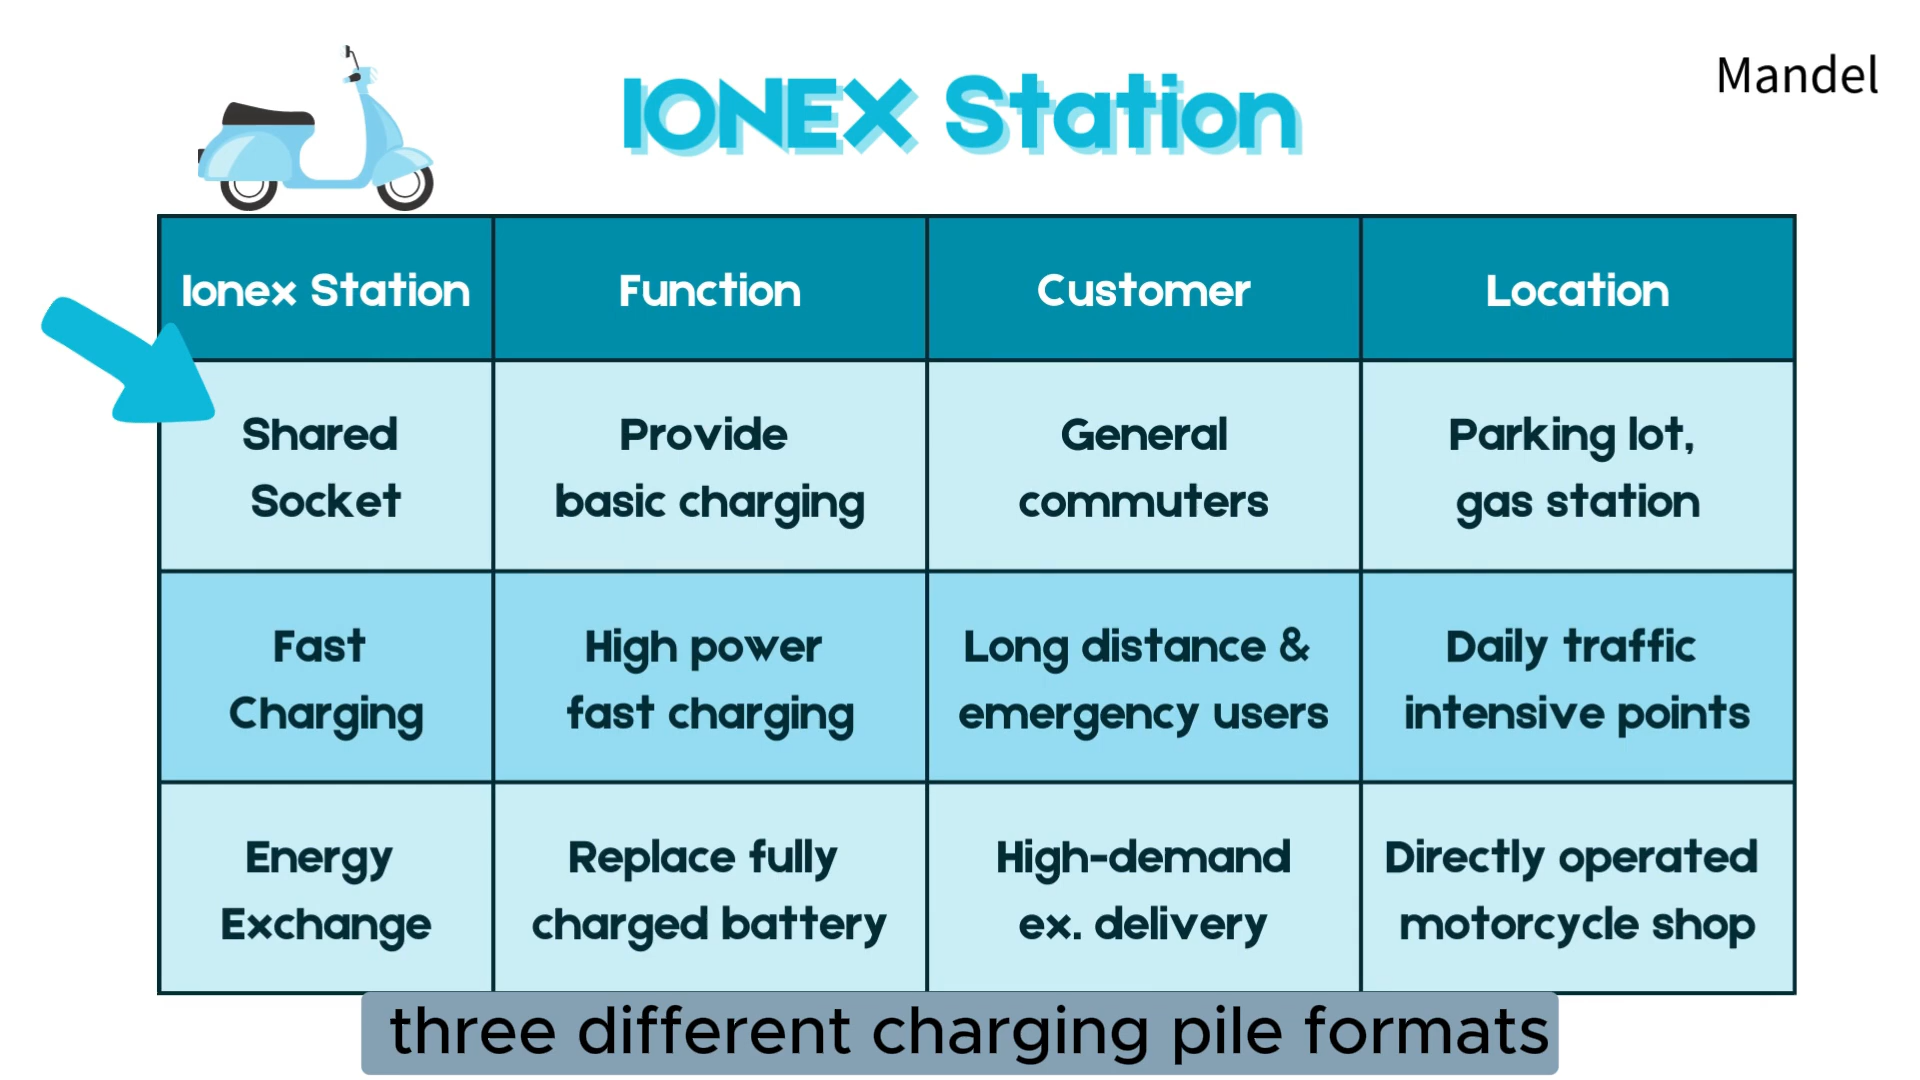 IONEX Station
Mandel
Ionex Station
Function
Customer
Location
Shared
Socket
Provide
basic charging
General
commuters
Parking lot,
gas station
Fast
Charging
High power
fast charging
Long distance &
emergency users
Daily traffic
intensive points
Energy
Exchange
Replace fully
charged battery
High-demand
ex. delivery
Directly operated
motorcycle shop
three different charging pile formats